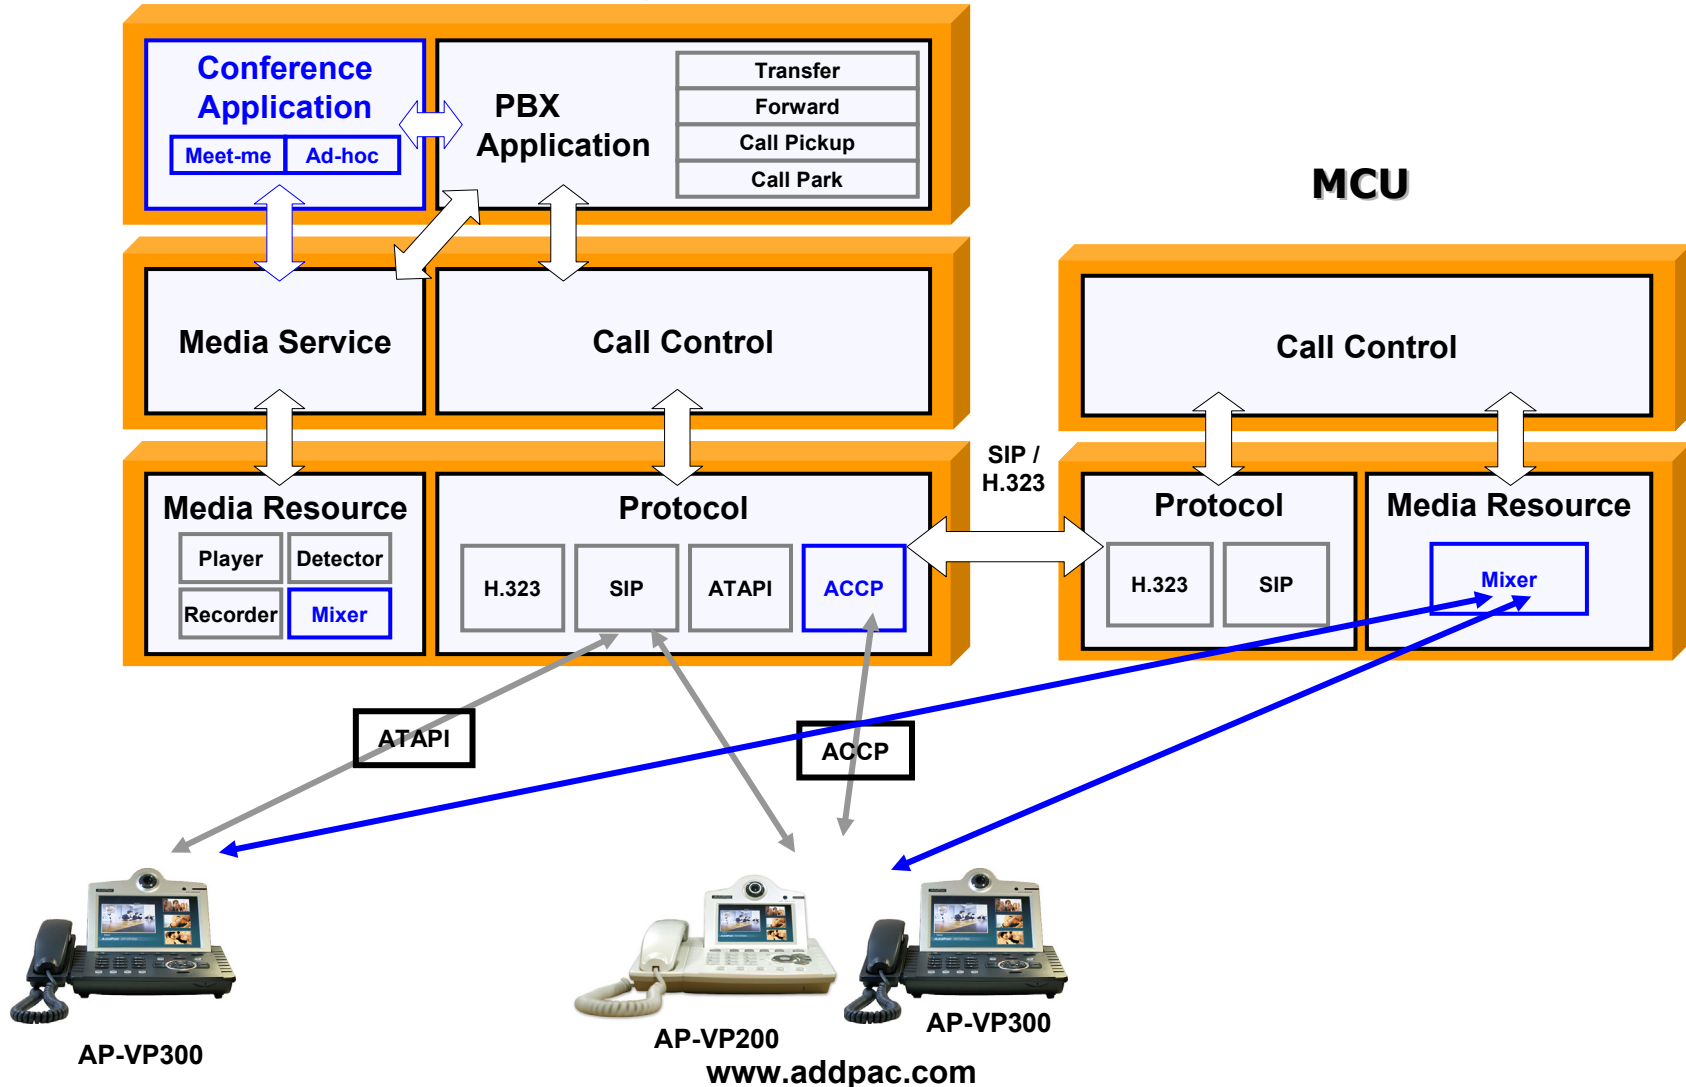 Conference
Application
Meet-me
Ad-hoc
PBX
Application
Transfer
Forward
Call Pickup
Call Park
MCU
Media Service
Call Control
Call Control
Media Resource
Player
Detector
Recorder
Mixer
Protocol
H.323
SIP
ATAPI
ACCP
SIP /
H.323
Protocol
H.323
SIP
Media Resource
Mixer
ATAPI
ACCP
AP-VP300
AP-VP200
AP-VP300
www.addpac.com